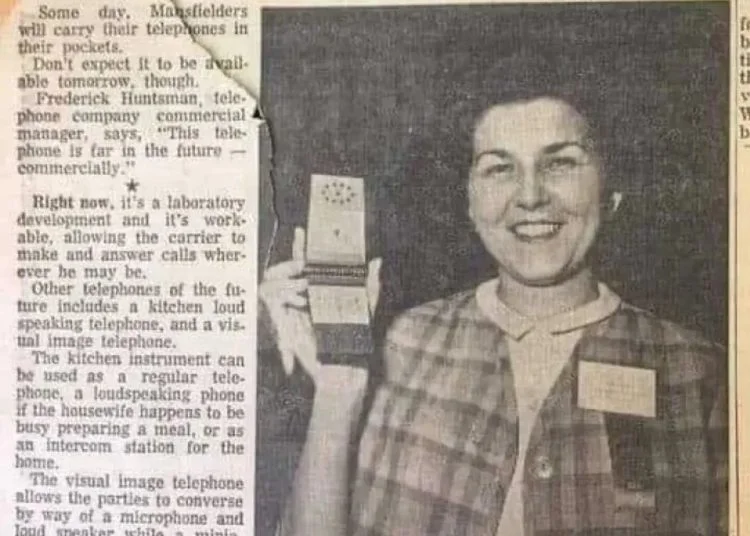 Some day, Mansfielders
will carry their telephones in
their pockets.
Don't expect it to be avail-
able tomorrow, though.
Frederick Huntsman, tele-
phone company commercial
manager, says, "This tele-
phone is far in the future —
commercially."
★
Right now, it's a laboratory
development and it's work-
able, allowing the carrier to
make and answer calls wher-
ever he may be.
Other telephones of the fu-
ture includes a kitchen loud
speaking telephone, and a vis-
ual image telephone.
The kitchen instrument can
be used as a regular tele-
phone, a loudspeaking phone
if the housewife happens to be
busy preparing a meal, or as
an intercom station for the
home.
The visual image telephone
allows the parties to converse
by way of a microphone and
loud speaker while a minia-